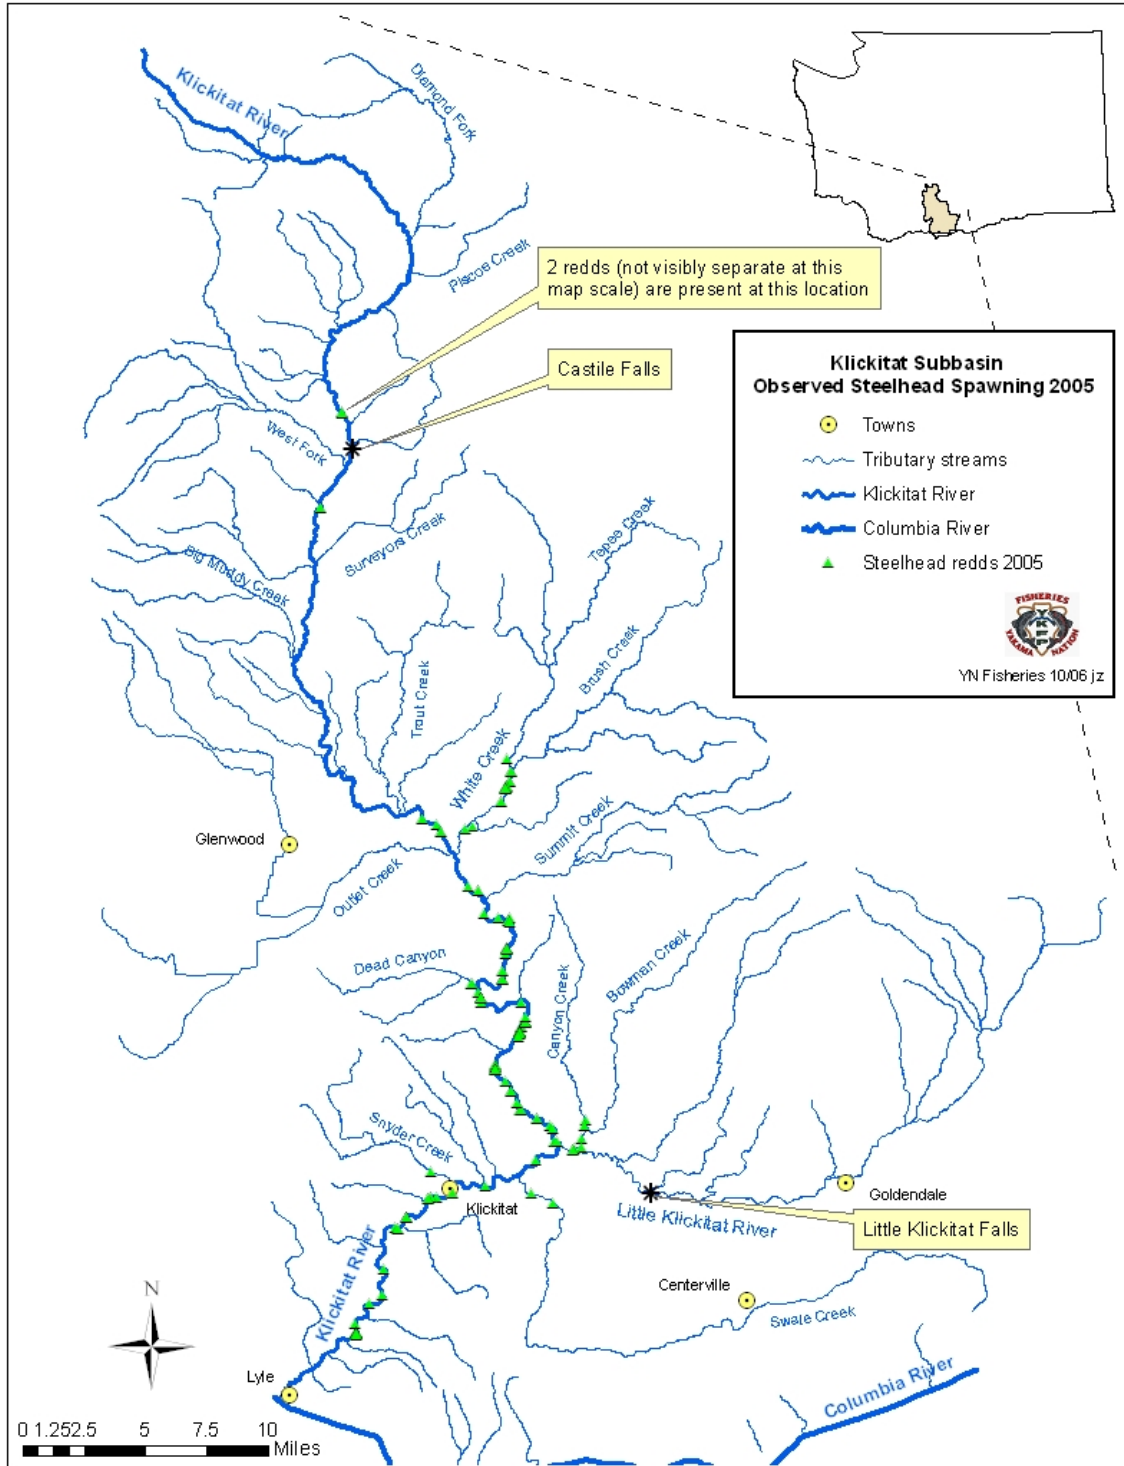 Klickitat River
Diamond Fork
Piscoe Creek
2 redds (not visibly separate at this
map scale) are present at this location
Castile Falls
Klickitat Subbasin
Observed Steelhead Spawning 2005
Towns
Tributary streams
Klickitat River
Columbia River
Steelhead redds 2005
FISHERIES
YKFP
YAKAMA NATION
YN Fisheries 10/06 jz
West Fork
Surveyors Creek
Big Muddy Creek
Tepee Creek
Brush Creek
Trout Creek
White Creek
Summit Creek
Glenwood
Outlet Creek
Dead Canyon
Canyon Creek
Bowman Creek
Snyder Creek
Klickitat
Goldendale
Little Klickitat River
Little Klickitat Falls
Klickitat River
Centerville
Swale Creek
N
Lyle
Columbia River
0 1.252.5 5 7.5 10
Miles